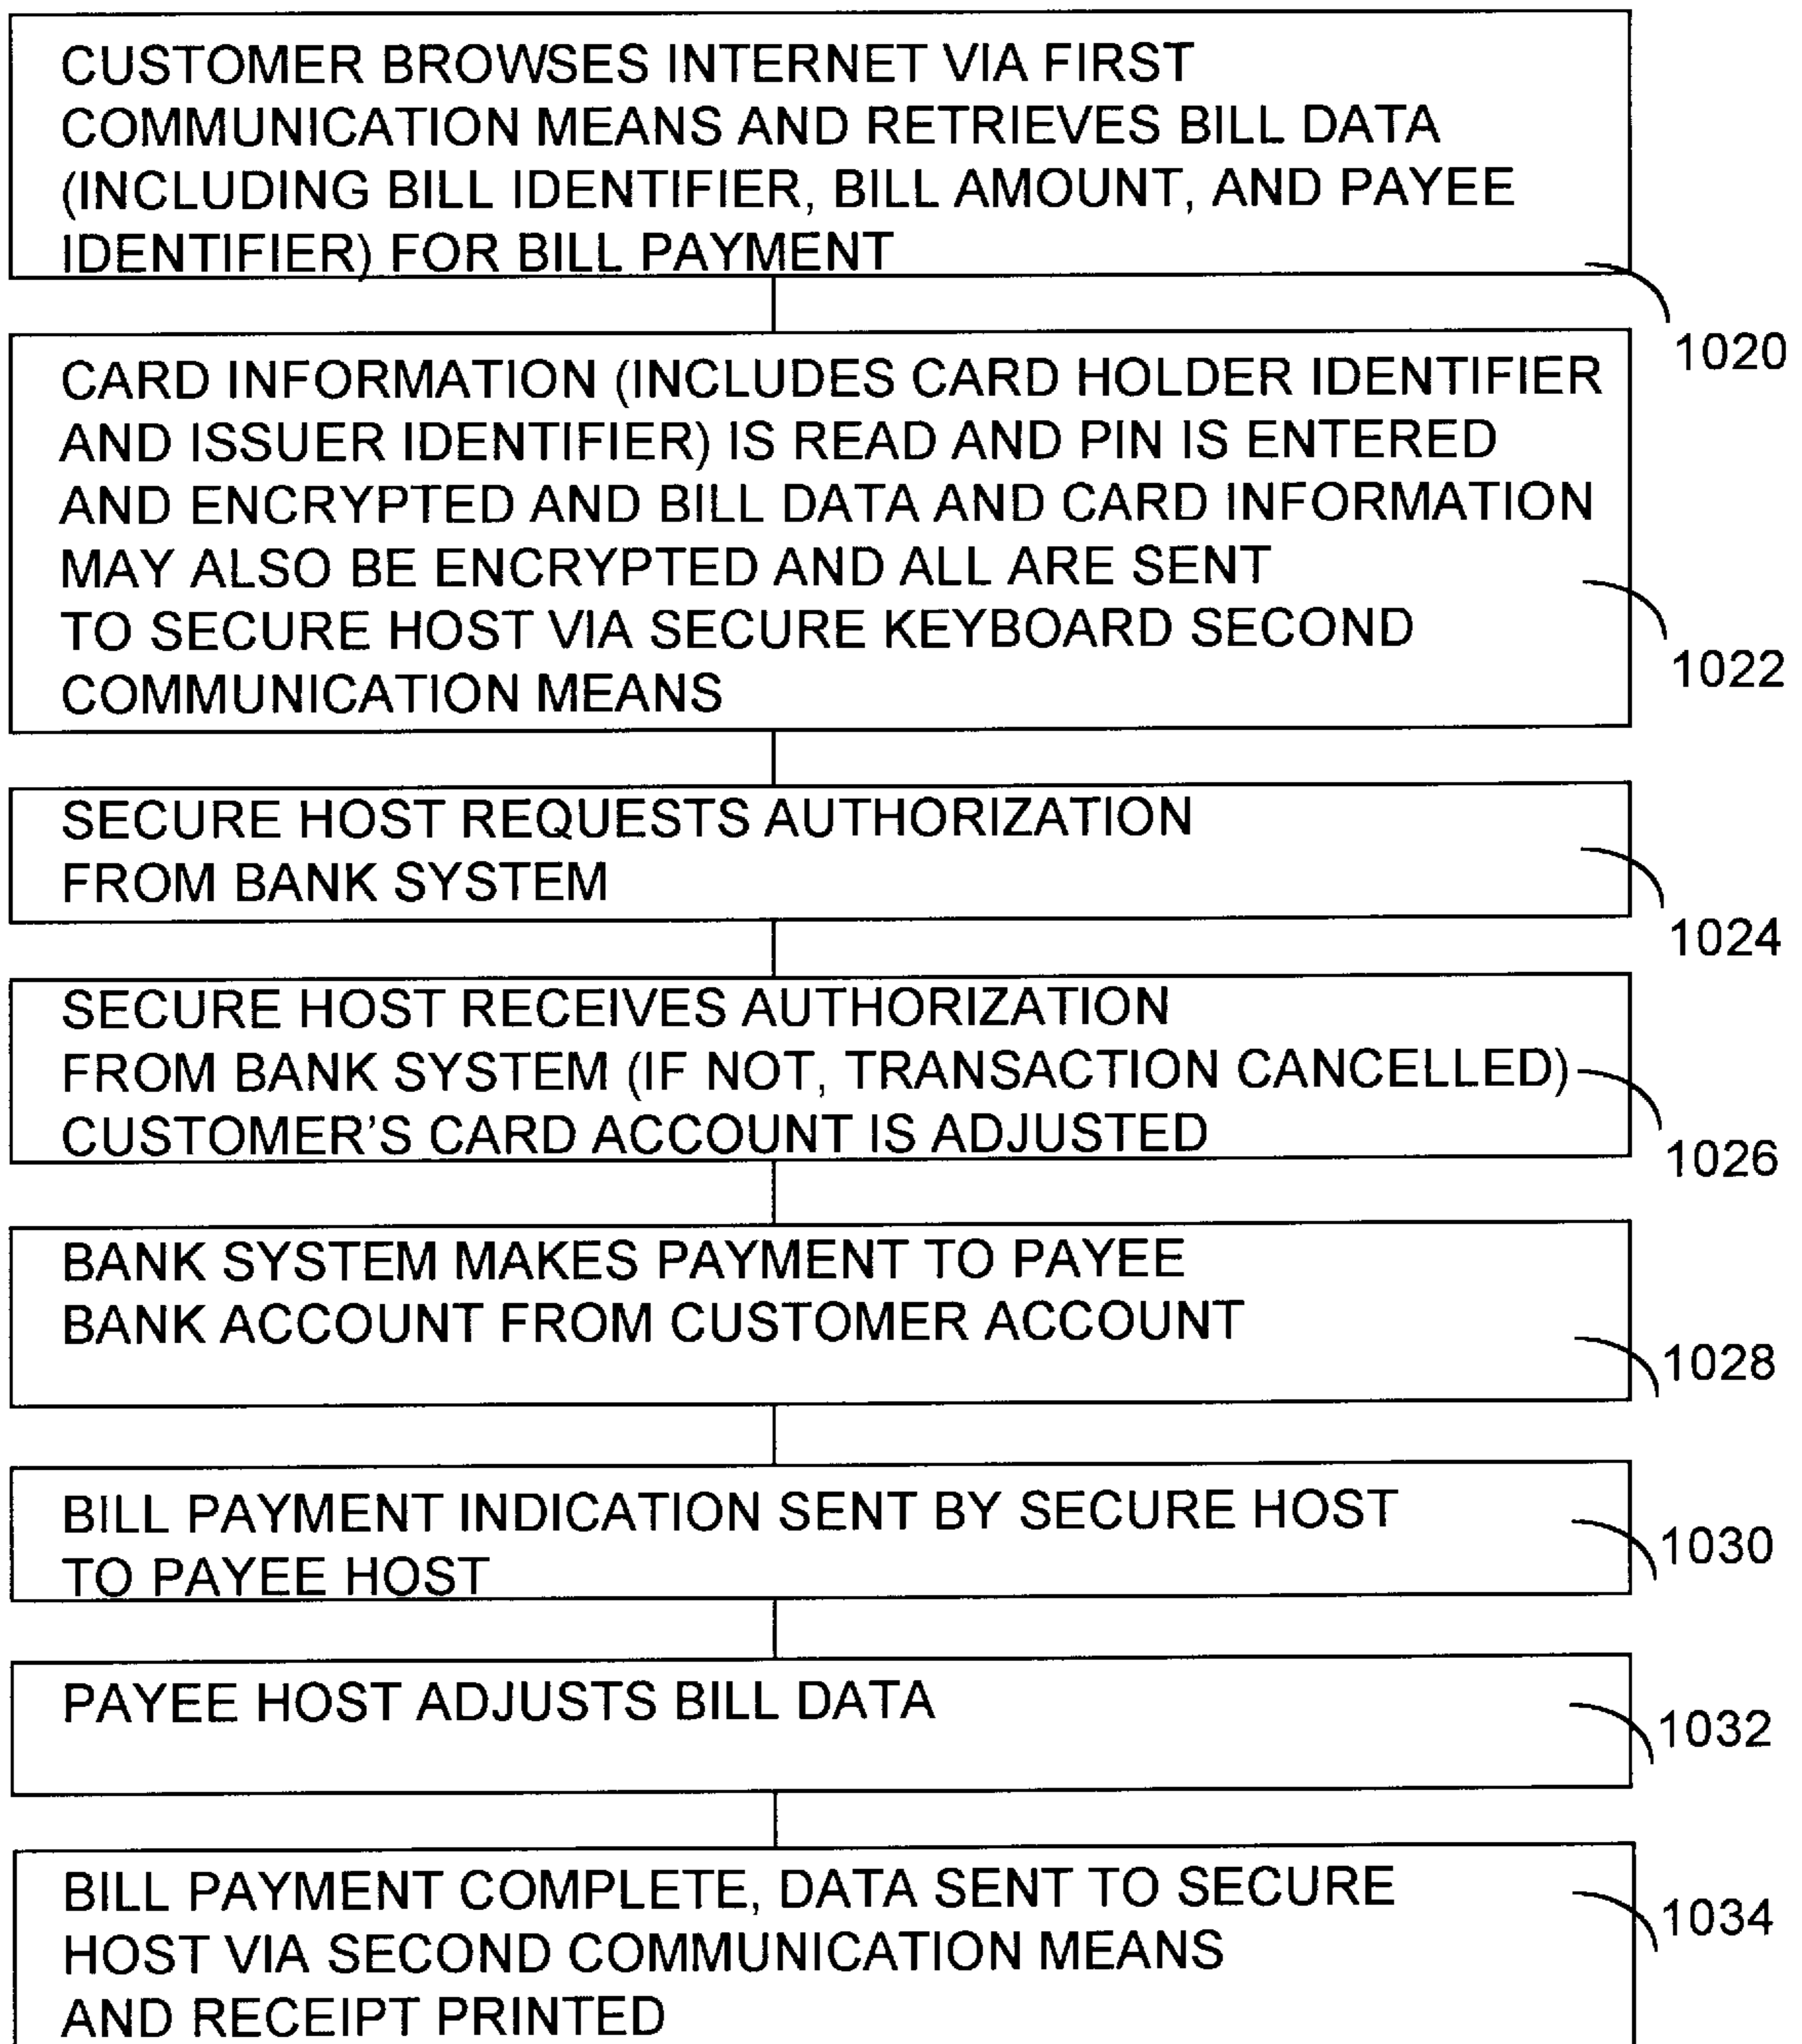 CUSTOMER BROWSES INTERNET VIA FIRST
COMMUNICATION MEANS AND RETRIEVES BILL DATA
(INCLUDING BILL IDENTIFIER, BILL AMOUNT, AND PAYEE
IDENTIFIER) FOR BILL PAYMENT
1020
CARD INFORMATION (INCLUDES CARD HOLDER IDENTIFIER
AND ISSUER IDENTIFIER) IS READ AND PIN IS ENTERED
AND ENCRYPTED AND BILL DATA AND CARD INFORMATION
MAY ALSO BE ENCRYPTED AND ALL ARE SENT
TO SECURE HOST VIA SECURE KEYBOARD SECOND
COMMUNICATION MEANS
1022
SECURE HOST REQUESTS AUTHORIZATION
FROM BANK SYSTEM
1024
SECURE HOST RECEIVES AUTHORIZATION
FROM BANK SYSTEM (IF NOT, TRANSACTION CANCELLED)
CUSTOMER'S CARD ACCOUNT IS ADJUSTED
1026
BANK SYSTEM MAKES PAYMENT TO PAYEE
BANK ACCOUNT FROM CUSTOMER ACCOUNT
1028
BILL PAYMENT INDICATION SENT BY SECURE HOST
TO PAYEE HOST
1030
PAYEE HOST ADJUSTS BILL DATA
1032
BILL PAYMENT COMPLETE, DATA SENT TO SECURE
HOST VIA SECOND COMMUNICATION MEANS
AND RECEIPT PRINTED
1034